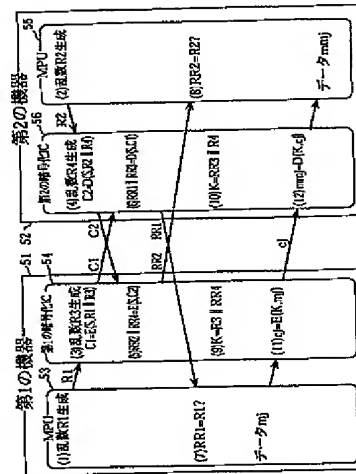 第1の機器
51
52
第2の機器
53
MPU
(1)乱数R1生成
R1
(7)RR1=R1?
データmj
54
第1の暗号化IC
(3)乱数R3生成
C1=E(S,R1||R3)
(5)RR2||RR4=E(S,C2)
(9)K=R3||RR4
(11)cj=E(K,mj)
C2
C1
RR1
RR2
cj
56
第2の暗号化IC
(4)乱数R4生成
C2=D(S,R2||R4)
(6)RR1||RR3=D(S,C1)
(10)K=RR3||R4
(12)mmj=D(K,cj)
55
MPU
(2)乱数R2生成
R2
(8)RR2=R2?
データmmj